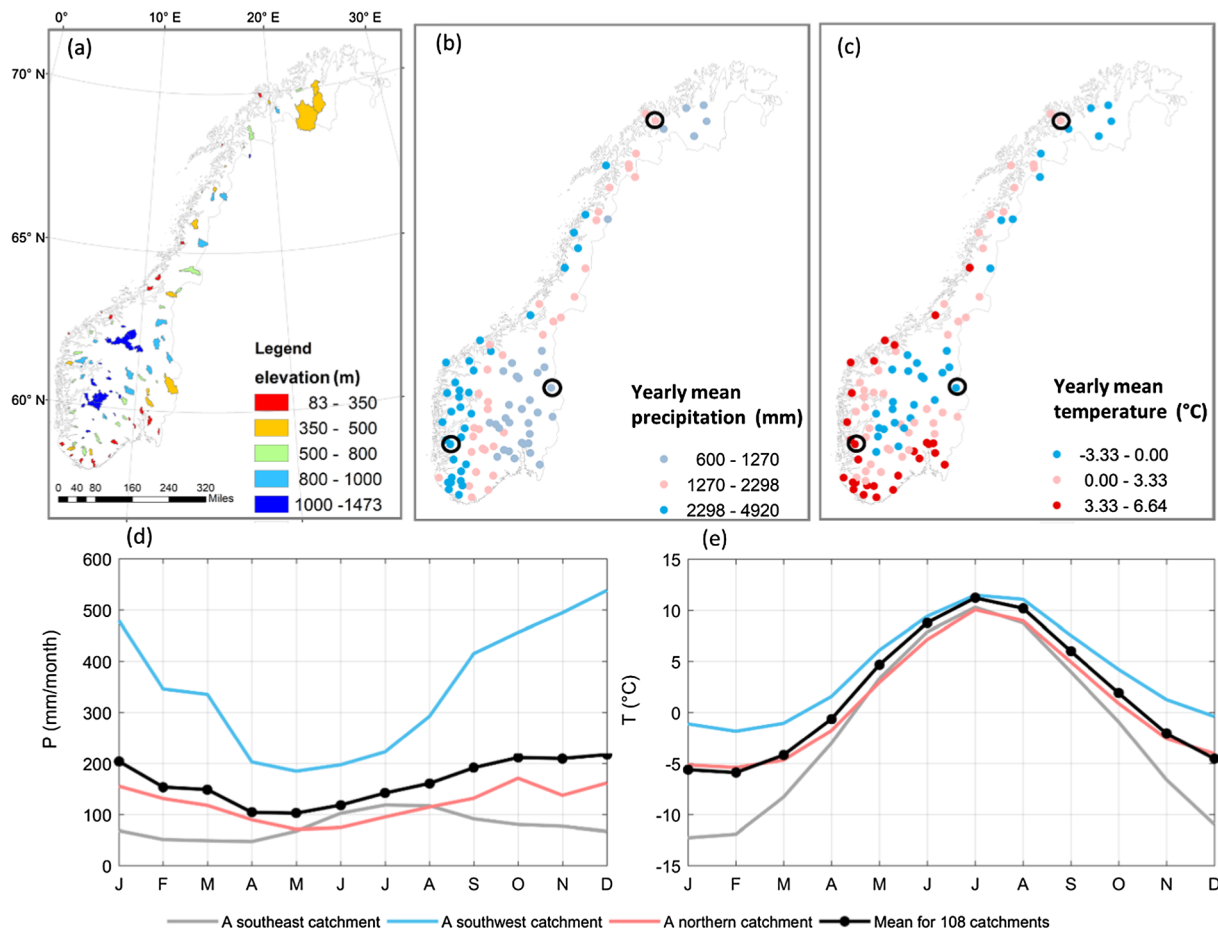 0° 10° E 20° E 30° E
(a)
70° N
65° N
60° N
Legend
elevation (m)
83 - 350
350 - 500
500 - 800
800 - 1000
1000 -1473
0 40 80 160 240 320
Miles
(b)
Yearly mean
precipitation (mm)
600 - 1270
1270 - 2298
2298 - 4920
(c)
Yearly mean
temperature (°C)
-3.33 - 0.00
0.00 - 3.33
3.33 - 6.64
(d)
P (mm/month)
600
500
400
300
200
100
0
J F M A M J J A S O N D
(e)
T (°C)
15
10
5
0
-5
-10
-15
J F M A M J J A S O N D
A southeast catchment A southwest catchment A northern catchment Mean for 108 catchments